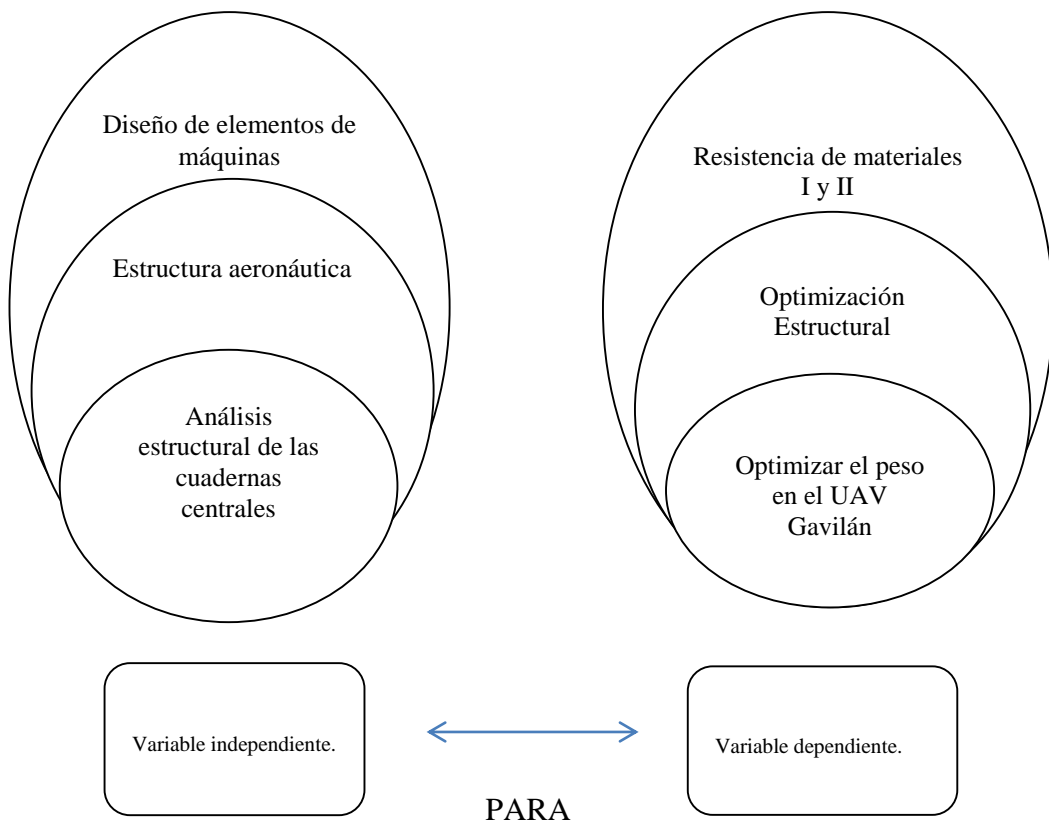 Diseño de elementos de
máquinas
Estructura aeronáutica
Análisis
estructural de las
cuadernas
centrales
Resistencia de materiales
I y II
Optimización
Estructural
Optimizar el peso
en el UAV
Gavilán
Variable independiente.
Variable dependiente.
PARA